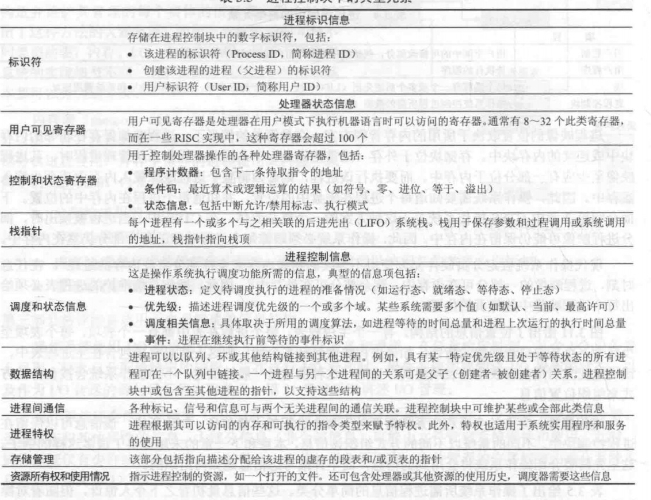 表 3.5 进程控制块中的典型元素
进程标识信息
标识符
存储在进程控制块中的数字标识符，包括：
• 该进程的标识符（Process ID，简称进程 ID）
• 创建该进程的进程（父进程）的标识符
• 用户标识符（User ID，简称用户 ID）
处理器状态信息
用户可见寄存器
用户可见寄存器是处理器在用户模式下执行机器语言时可以访问的寄存器。通常有 8～32 个此类寄存器，
而在一些 RISC 实现中，这种寄存器会超过 100 个
控制和状态寄存器
用于控制处理器操作的各种处理器寄存器，包括：
• 程序计数器：包含下一条待取指令的地址
• 条件码：最近算术或逻辑运算的结果（如符号、零、进位、等于、溢出）
• 状态信息：包括中断允许/禁用标志、执行模式
栈指针
每个进程有一个或多个与之相关联的后进先出（LIFO）系统栈。栈用于保存参数和过程调用或系统调用
的地址，栈指针指向栈顶
进程控制信息
调度和状态信息
这是操作系统执行调度功能所需的信息，典型的信息项包括：
• 进程状态：定义待调度执行的进程的准备情况（如运行态、就绪态、等待态、停止态）
• 优先级：描述进程调度优先级的一个或多个域。某些系统需要多个值（如默认、当前、最高许可）
• 调度相关信息：具体取决于所用的调度算法，如进程等待的时间总量和进程上次运行的执行时间总量
• 事件：进程在继续执行前等待的事件标识
数据结构
进程可以以队列、环或其他结构链接到其他进程。例如，具有某一特定优先级且处于等待状态的所有进
程可在一个队列中链接。一个进程与另一个进程间的关系可是父子（创建者-被创建者）关系，进程控制
块中或包含至其他进程的指针，以支持这些结构
进程间通信
各种标记、信号和信息可与两个无关进程间的通信关联。进程控制块中可维护某些或全部此类信息
进程特权
进程根据其可以访问的内存和可执行的指令类型来赋予特权。此外，特权也适用于系统实用程序和服务
的使用
存储管理
该部分包括指向描述分配给该进程的虚存的段表和/或页表的指针
资源所有权和使用情况
指示进程控制的资源，如一个打开的文件。还可包含处理器或其他资源的使用历史，调度器需要这些信息